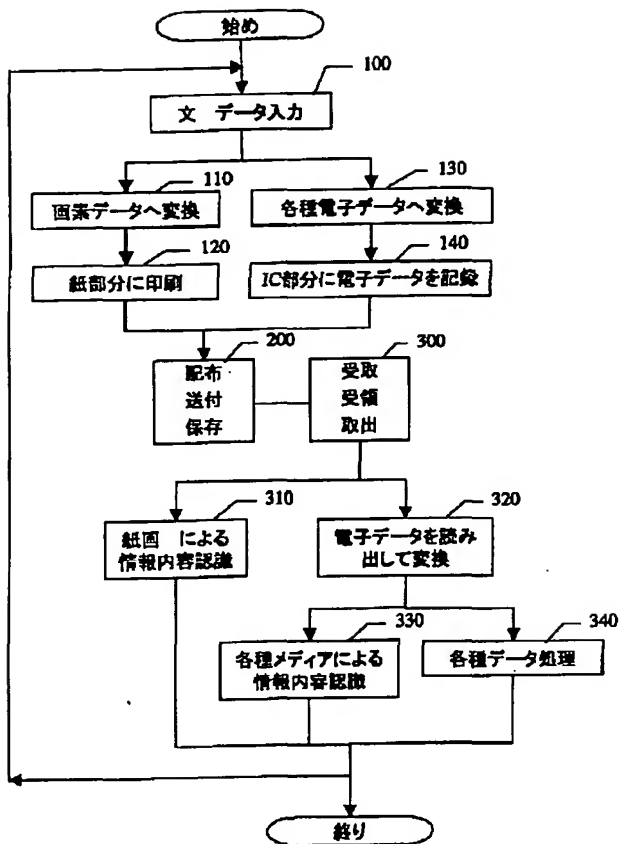 始め
100
文 データ入力
110
画素データへ変換
130
各種電子データへ変換
120
紙部分に印刷
140
IC部分に電子データを記録
200
配布
送付
保存
300
受取
受領
取出
310
紙面 による
情報内容認識
320
電子データを読み
出して変換
330
各種メディアによる
情報内容認識
340
各種データ処理
終り